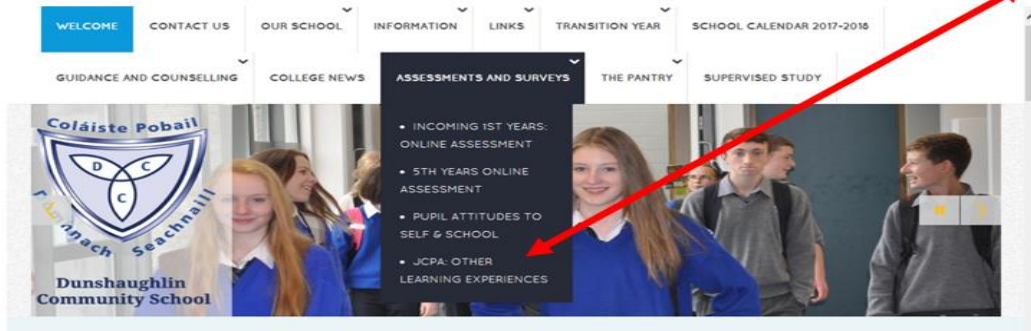 WELCOME CONTACT US OUR SCHOOL INFORMATION LINKS TRANSITION YEAR SCHOOL CALENDAR 2017-2018
GUIDANCE AND COUNSELLING COLLEGE NEWS ASSESSMENTS AND SURVEYS THE PANTRY SUPERVISED STUDY
Coláiste Pobail
D C
C
Domhnach Seachnaill
Dunshaughlin
Community School
• INCOMING 1ST YEARS:
ONLINE ASSESSMENT
• 5TH YEARS ONLINE
ASSESSMENT
• PUPIL ATTITUDES TO
SELF & SCHOOL
• JCPA: OTHER
LEARNING EXPERIENCES